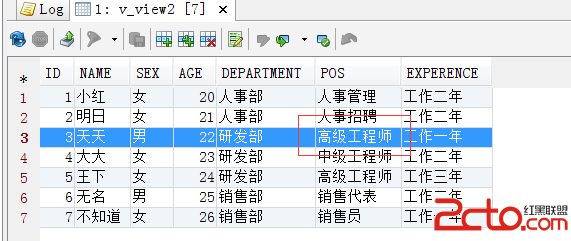 Log 1: v_view2 [7]
* ID NAME SEX AGE DEPARTMENT POS EXPERENCE
1 1 小红 女 20 人事部 人事管理 工作二年
2 2 明日 女 21 人事部 人事招聘 工作二年
3 3 天天 男 22 研发部 高级工程师 工作一年
4 4 大大 女 23 研发部 中级工程师 工作二年
5 5 王下 女 24 研发部 高级工程师 工作三年
6 6 无名 男 25 销售部 销售代表 工作二年
7 7 不知道 女 26 销售部 销售员 工作
2cto.com 红黑联盟